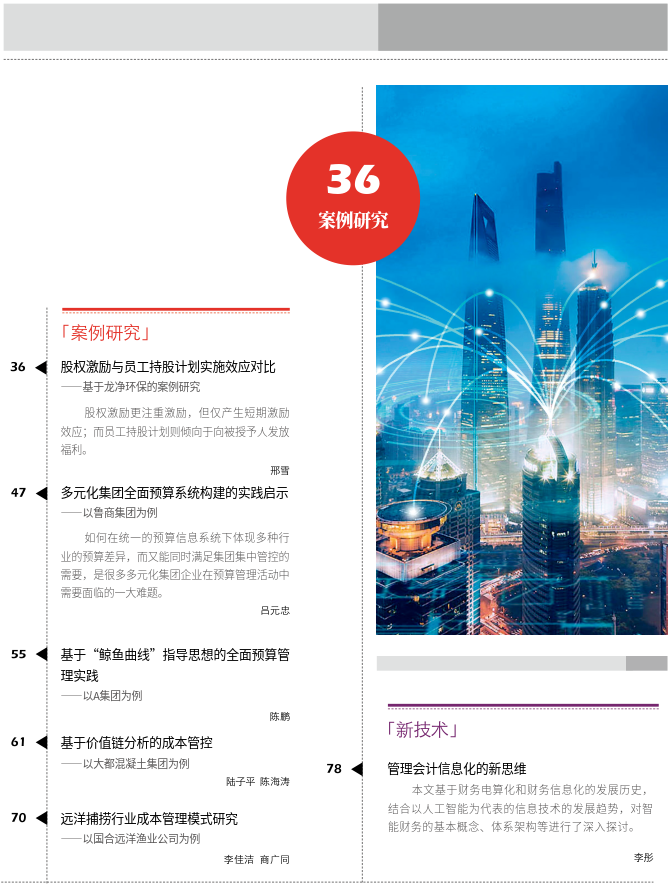 36
案例研究
「案例研究」
36
股权激励与员工持股计划实施效应对比
——基于龙净环保的案例研究
股权激励更注重激励，但仅产生短期激励
效应；而员工持股计划则倾向于向被授予人发放
福利。
邢雪
47
多元化集团全面预算系统构建的实践启示
——以鲁商集团为例
如何在统一的预算信息系统下体现多种行
业的预算差异，而又能同时满足集团集中管控的
需要，是很多多元化集团企业在预算管理活动中
需要面临的一大难题。
吕元忠
55
基于“鲸鱼曲线”指导思想的全面预算管
理实践
——以A集团为例
陈鹏
61
基于价值链分析的成本管控
——以大都混凝土集团为例
陆子平 陈海涛
70
远洋捕捞行业成本管理模式研究
——以国合远洋渔业公司为例
李佳洁 商广同
「新技术」
78
管理会计信息化的新思维
本文基于财务电算化和财务信息化的发展历史，
结合以人工智能为代表的信息技术的发展趋势，对智
能财务的基本概念、体系架构等进行了深入探讨。
李彤